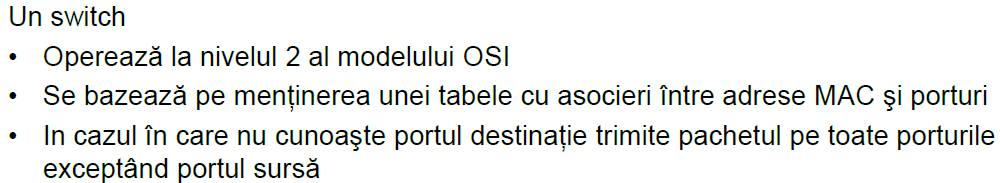 Un switch
• Operează la nivelul 2 al modelului OSI
• Se bazează pe menținerea unei tabele cu asocieri între adrese MAC şi porturi
• In cazul în care nu cunoaşte portul destinație trimite pachetul pe toate porturile
exceptând portul sursă